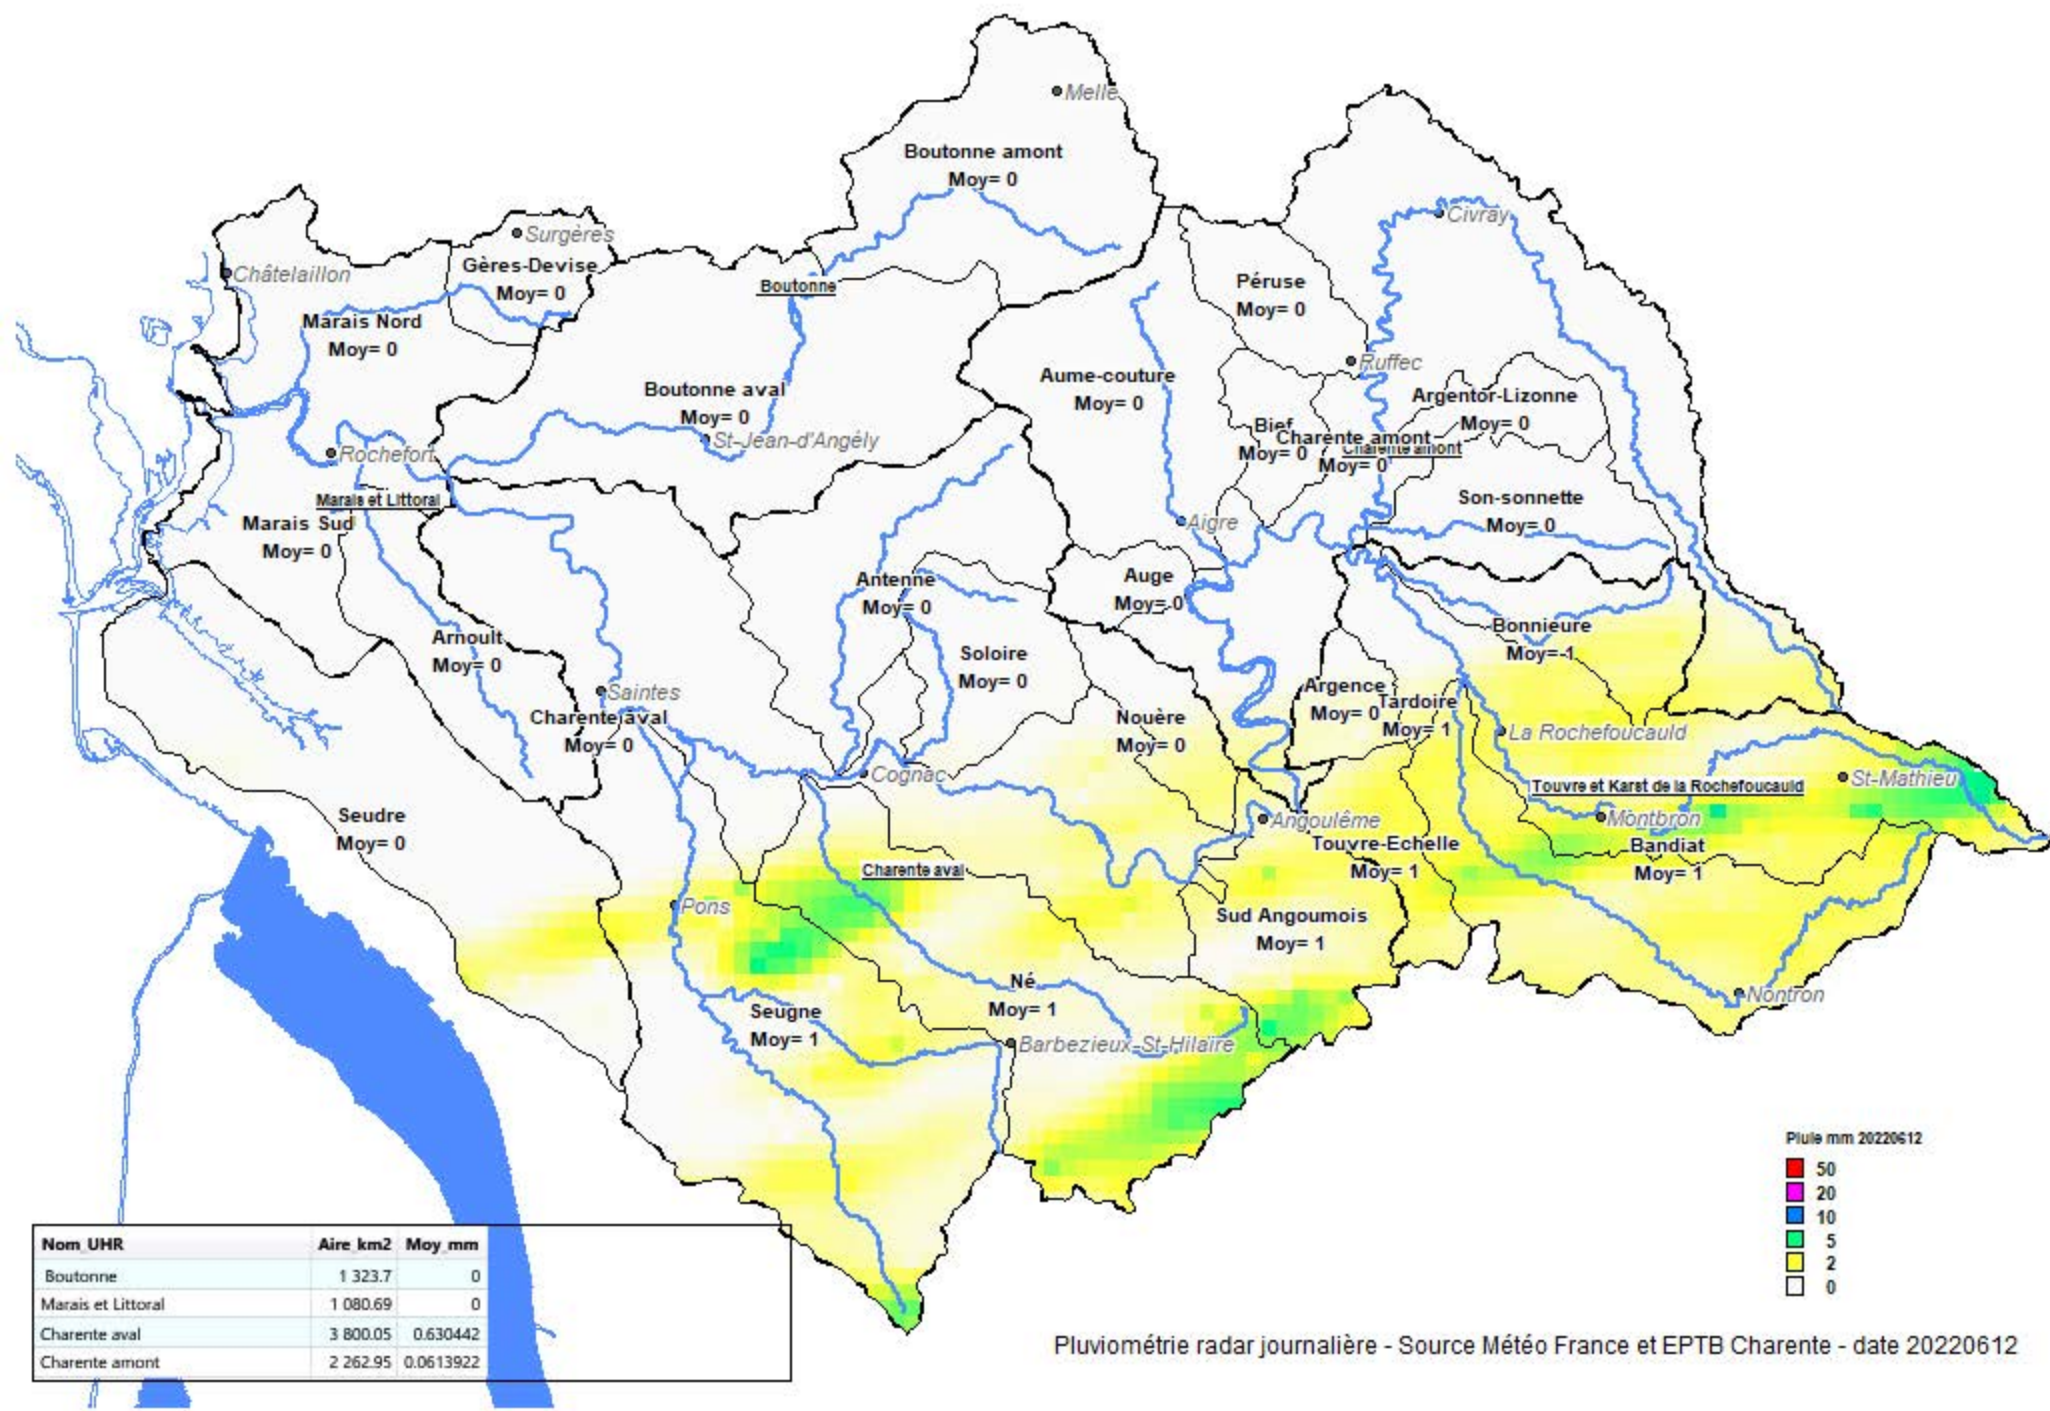 Melle
Boutonne amont
Moy= 0
Civray
Surgères
Châtelaillon
Gères-Devise
Moy= 0
Boutonne
Péruse
Moy= 0
Marais Nord
Moy= 0
Ruffec
Aume-couture
Moy= 0
Boutonne aval
Moy= 0
Argentor-Lizonne
Moy= 0
Bief
Moy= 0
Charente amont
Moy= 0
Charente amont
St-Jean-d'Angély
Rochefort
Marais et Littoral
Son-sonnette
Moy= 0
Marais Sud
Moy= 0
Aigre
Antenne
Moy= 0
Auge
Moy= 0
Bonnieure
Moy= 1
Arnoult
Moy= 0
Soloire
Moy= 0
Saintes
Argence
Moy= 0
Tardoire
Moy= 1
Charente aval
Moy= 0
Nouère
Moy= 0
La Rochefoucauld
Cognac
St-Mathieu
Touvre et Karst de la Rochefoucauld
Seudre
Moy= 0
Angoulême
Montbron
Touvre-Echelle
Moy= 1
Bandiat
Moy= 1
Charente aval
Pons
Sud Angoumois
Moy= 1
Né
Moy= 1
Nontron
Seugne
Moy= 1
Barbezieux-St-Hilaire
Pluie mm 20220612
50
20
10
5
2
0
Nom_UHR Aire_km2 Moy_mm
Boutonne 1 323.7 0
Marais et Littoral 1 080.69 0
Charente aval 3 800.05 0.630442
Charente amont 2 262.95 0.0613922
Pluviométrie radar journalière - Source Météo France et EPTB Charente - date 20220612